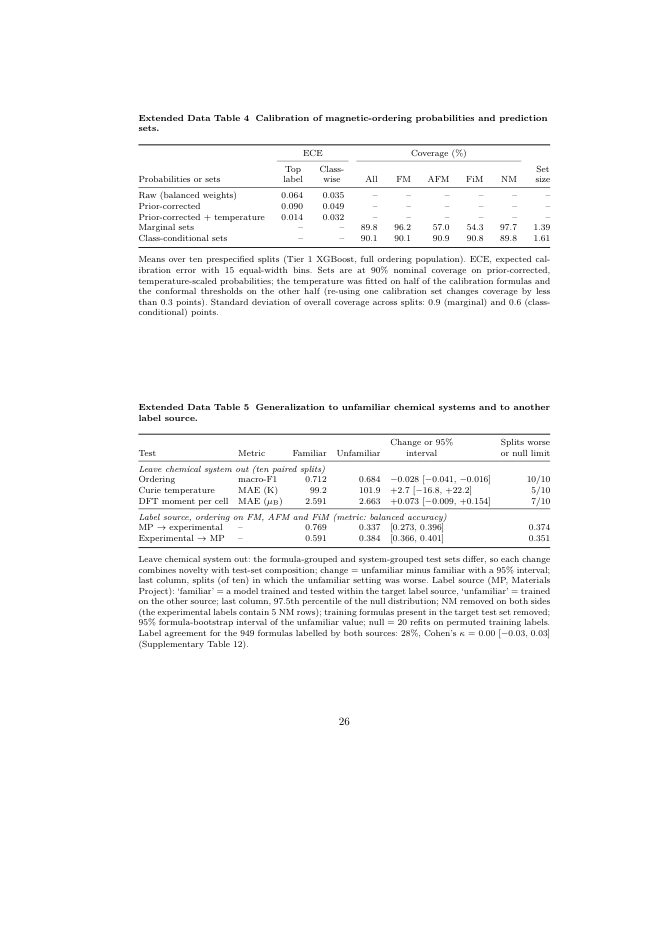 Extended Data Table 4 Calibration of magnetic-ordering probabilities and prediction
sets.
ECE Coverage (%)
Top Class- Set
Probabilities or sets label wise All FM AFM FiM NM size
Raw (balanced weights) 0.064 0.035 – – – – – –
Prior-corrected 0.090 0.049 – – – – – –
Prior-corrected + temperature 0.014 0.032 – – – – – –
Marginal sets – – 89.8 96.2 57.0 54.3 97.7 1.39
Class-conditional sets – – 90.1 90.1 90.9 90.8 89.8 1.61
Means over ten prespecified splits (Tier 1 XGBoost, full ordering population). ECE, expected cal-
ibration error with 15 equal-width bins. Sets are at 90% nominal coverage on prior-corrected,
temperature-scaled probabilities; the temperature was fitted on half of the calibration formulas and
the conformal thresholds on the other half (re-using one calibration set changes coverage by less
than 0.3 points). Standard deviation of overall coverage across splits: 0.9 (marginal) and 0.6 (class-
conditional) points.
Extended Data Table 5 Generalization to unfamiliar chemical systems and to another
label source.
Change or 95% Splits worse
Test Metric Familiar Unfamiliar interval or null limit
Leave chemical system out (ten paired splits)
Ordering macro-F1 0.712 0.684 −0.028 [−0.041, −0.016] 10/10
Curie temperature MAE (K) 99.2 101.9 +2.7 [−16.8, +22.2] 5/10
DFT moment per cell MAE (μB) 2.591 2.663 +0.073 [−0.009, +0.154] 7/10
Label source, ordering on FM, AFM and FiM (metric: balanced accuracy)
MP → experimental – 0.769 0.337 [0.273, 0.396] 0.374
Experimental → MP – 0.591 0.384 [0.366, 0.401] 0.351
Leave chemical system out: the formula-grouped and system-grouped test sets differ, so each change
combines novelty with test-set composition; change = unfamiliar minus familiar with a 95% interval;
last column, splits (of ten) in which the unfamiliar setting was worse. Label source (MP, Materials
Project): ‘familiar’ = a model trained and tested within the target label source, ‘unfamiliar’ = trained
on the other source; last column, 97.5th percentile of the null distribution; NM removed on both sides
(the experimental labels contain 5 NM rows); training formulas present in the target test set removed;
95% formula-bootstrap interval of the unfamiliar value; null = 20 refits on permuted training labels.
Label agreement for the 949 formulas labelled by both sources: 28%, Cohen’s κ = 0.00 [−0.03, 0.03]
(Supplementary Table 12).
26